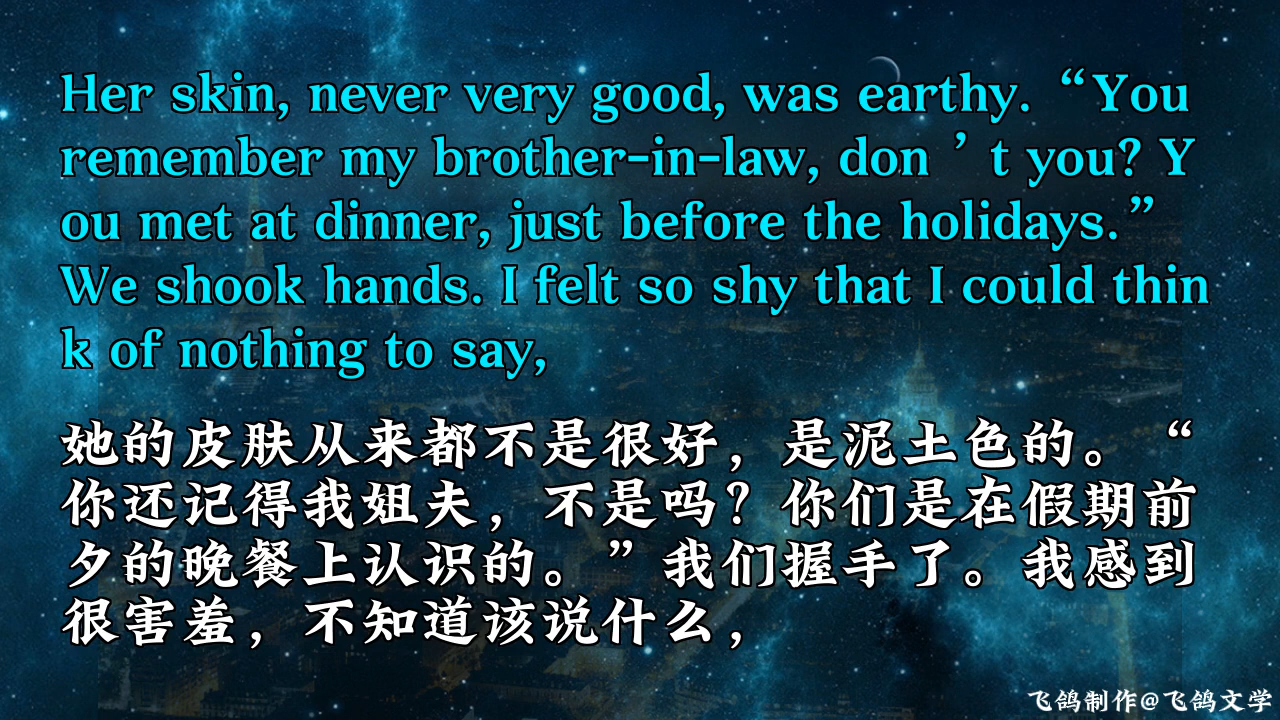 Her skin, never very good, was earthy.“You
remember my brother-in-law, don’t you? Y
ou met at dinner, just before the holidays.”
We shook hands. I felt so shy that I could thin
k of nothing to say,
她的皮肤从来都不是很好，是泥土色的。“
你还记得我姐夫，不是吗？你们是在假期前
夕的晚餐上认识的。”我们握手了。我感到
很害羞，不知道该说什么，
飞鸽制作@飞鸽文学